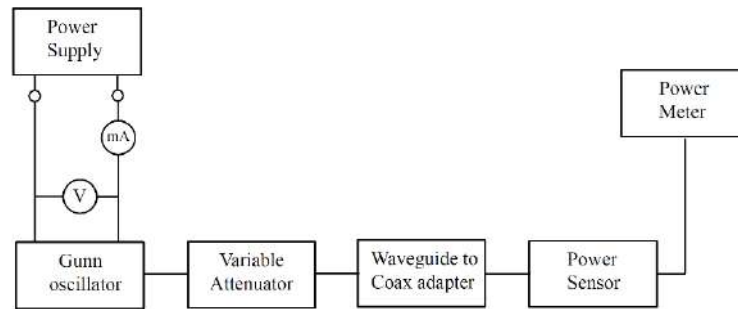 Power
Supply
Power
Meter
mA
V
Gunn
oscillator
Variable
Attenuator
Waveguide to
Coax adapter
Power
Sensor